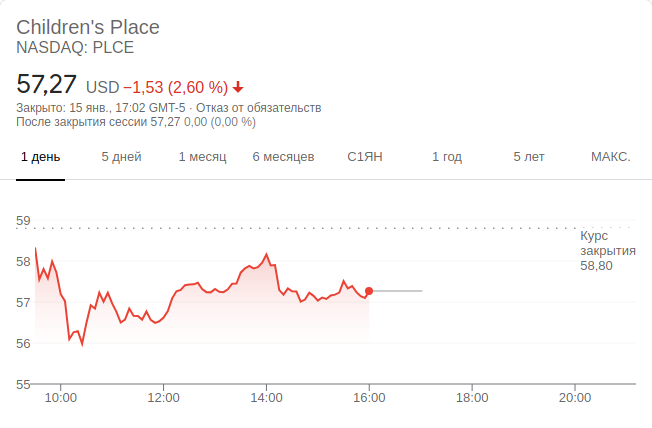 Children's Place
NASDAQ: PLCE
57,27 USD −1,53 (2,60 %)
Закрыто: 15 янв., 17:02 GMT-5 · Отказ от обязательств
После закрытия сессии 57,27 0,00 (0,00 %)
1 день 5 дней 1 месяц 6 месяцев С1ЯН 1 год 5 лет МАКС.
59
Курс
закрытия
58,80
58
57
56
55
10:00 12:00 14:00 16:00 18:00 20:00